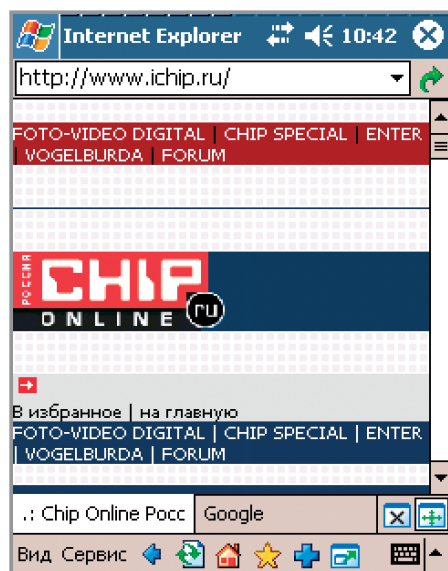 Internet Explorer 10:42
http://www.ichip.ru/
FOTO-VIDEO DIGITAL | CHIP SPECIAL | ENTER
| VOGELBURDA | FORUM
РОССИЯ
CHIP
ONLINE ru
В избранное | на главную
FOTO-VIDEO DIGITAL | CHIP SPECIAL | ENTER
| VOGELBURDA | FORUM
.: Chip Online Росс Google
Вид Сервис